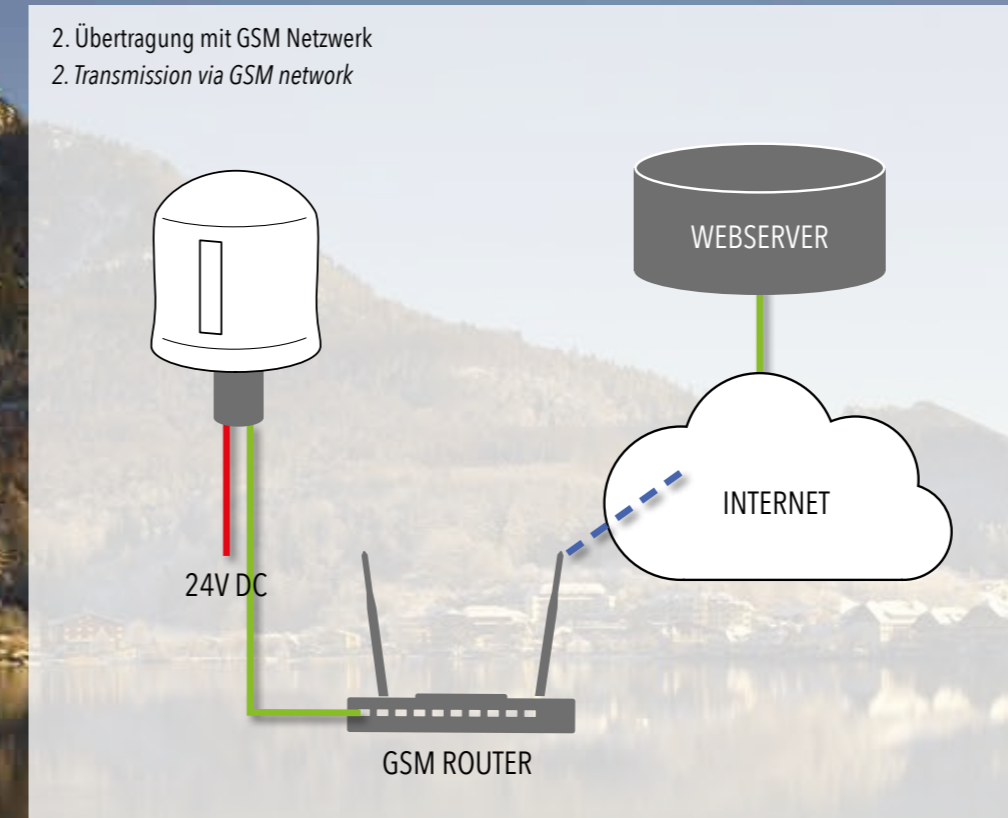 2. Übertragung mit GSM Netzwerk
2. Transmission via GSM network
WEBSERVER
INTERNET
24V DC
GSM ROUTER